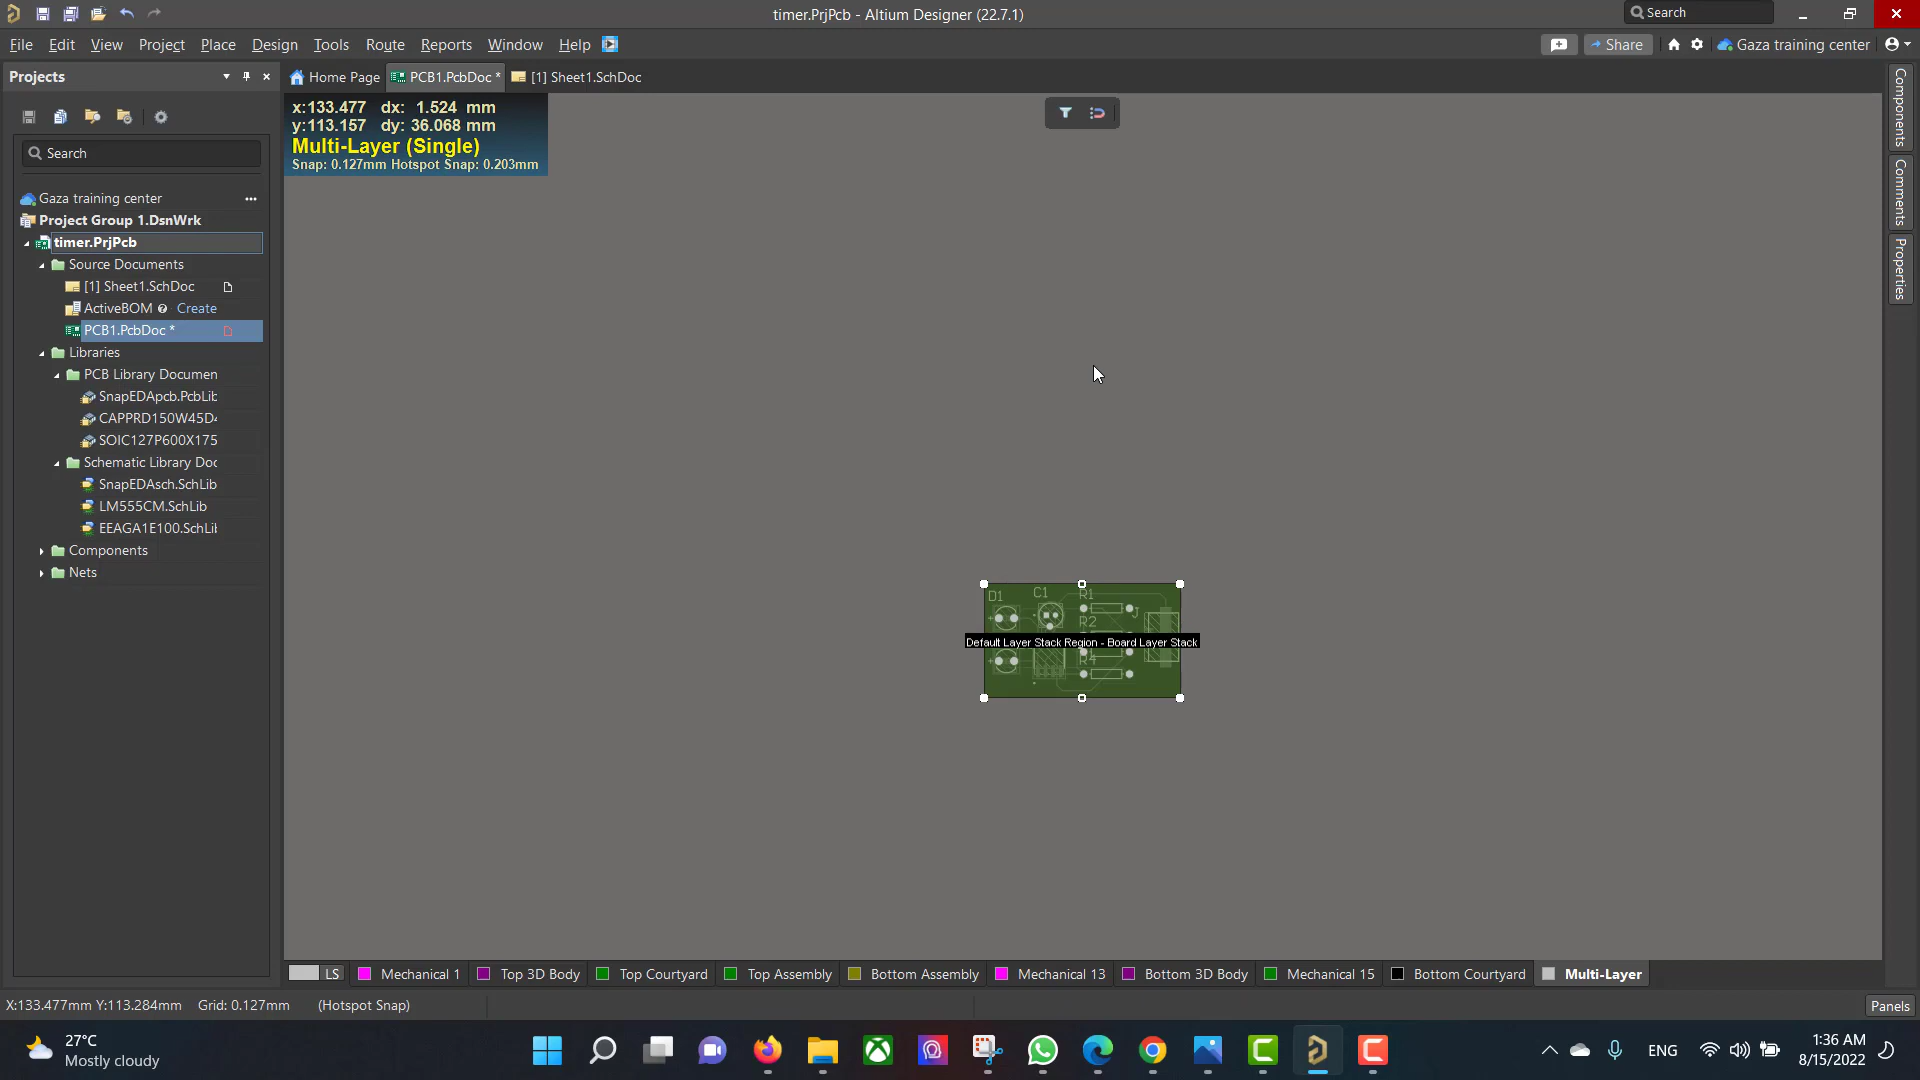 timer.PrjPcb - Altium Designer (22.7.1)
Search
File Edit View Project Place Design Tools Route Reports Window Help
Share
Gaza training center
Projects
Home Page
PCB1.PcbDoc *
[1] Sheet1.SchDoc
x:133.477 dx: 1.524 mm
y:113.157 dy: 36.068 mm
Multi-Layer (Single)
Snap: 0.127mm Hotspot Snap: 0.203mm
Search
Gaza training center
Project Group 1.DsnWrk
timer.PrjPcb
Source Documents
[1] Sheet1.SchDoc
ActiveBOM Create
PCB1.PcbDoc *
Libraries
PCB Library Documen
SnapEDApcb.PcbLib
CAPPRD150W45D4
SOIC127P600X175
Schematic Library Doc
SnapEDAsch.SchLib
LM555CM.SchLib
EEAGA1E100.SchLib
Components
Nets
Components
Comments
Properties
D1 C1 R1
J
R2
Default Layer Stack Region - Board Layer Stack
R4
LS Mechanical 1 Top 3D Body Top Courtyard Top Assembly Bottom Assembly Mechanical 13 Bottom 3D Body Mechanical 15 Bottom Courtyard Multi-Layer
X:133.477mm Y:113.284mm Grid: 0.127mm (Hotspot Snap)
Panels
27°C
Mostly cloudy
ENG
1:36 AM
8/15/2022